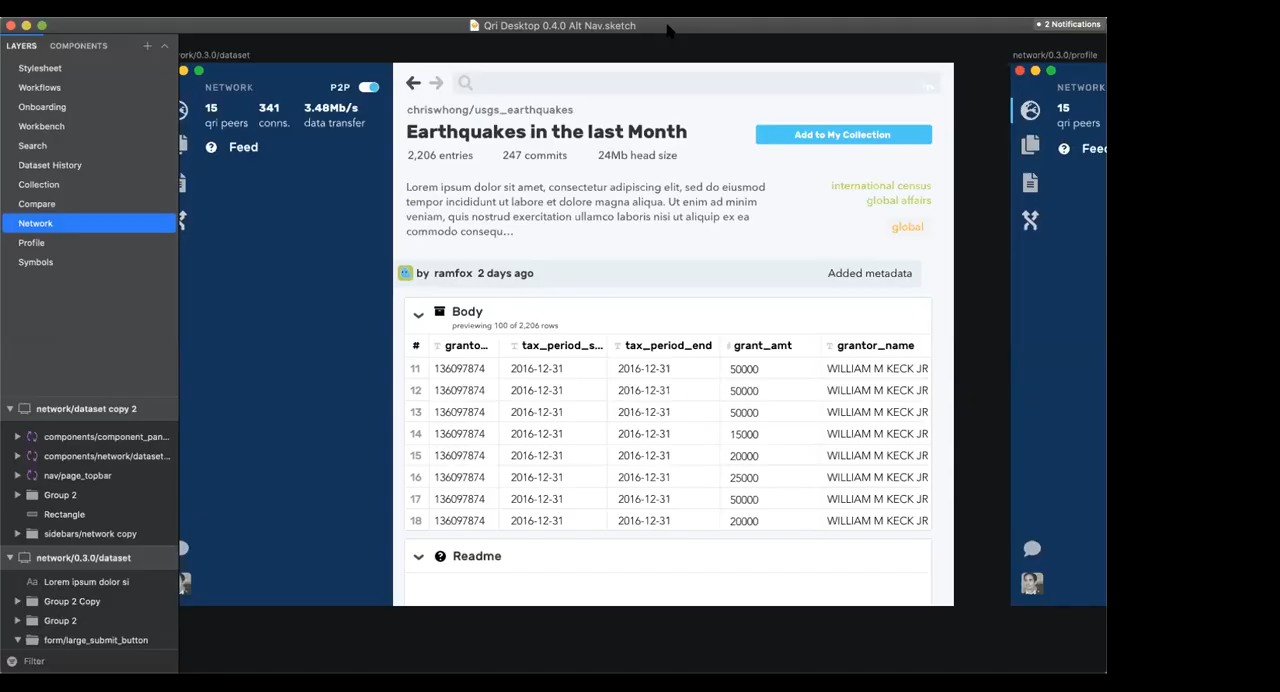 Qri Desktop 0.4.0 Alt Nav.sketch
2 Notifications
LAYERS COMPONENTS
Stylesheet
Workflows
Onboarding
Workbench
Search
Dataset History
Collection
Compare
Network
Profile
Symbols
network/dataset copy 2
components/component_pan...
components/network/dataset...
nav/page_topbar
Group 2
Rectangle
sidebars/network copy
network/0.3.0/dataset
Lorem ipsum dolor si
Group 2 Copy
Group 2
form/large_submit_button
Filter
ork/0.3.0/dataset
NETWORK P2P
15 341 3.48Mb/s
qri peers conns. data transfer
Feed
chriswhong/usgs_earthquakes
Earthquakes in the last Month
Add to My Collection
2,206 entries 247 commits 24Mb head size
Lorem ipsum dolor sit amet, consectetur adipiscing elit, sed do eiusmod
tempor incididunt ut labore et dolore magna aliqua. Ut enim ad minim
veniam, quis nostrud exercitation ullamco laboris nisi ut aliquip ex ea
commodo consequ...
international census
global affairs
global
by ramfox 2 days ago Added metadata
Body
previewing 100 of 2,206 rows
# granto... tax_period_s... tax_period_end grant_amt grantor_name
11 136097874 2016-12-31 2016-12-31 50000 WILLIAM M KECK JR
12 136097874 2016-12-31 2016-12-31 50000 WILLIAM M KECK JR
13 136097874 2016-12-31 2016-12-31 50000 WILLIAM M KECK JR
14 136097874 2016-12-31 2016-12-31 15000 WILLIAM M KECK JR
15 136097874 2016-12-31 2016-12-31 20000 WILLIAM M KECK JR
16 136097874 2016-12-31 2016-12-31 25000 WILLIAM M KECK JR
17 136097874 2016-12-31 2016-12-31 50000 WILLIAM M KECK JR
18 136097874 2016-12-31 2016-12-31 20000 WILLIAM M KECK JR
Readme
network/0.3.0/profile
NETWORK
15
qri peers
Feed